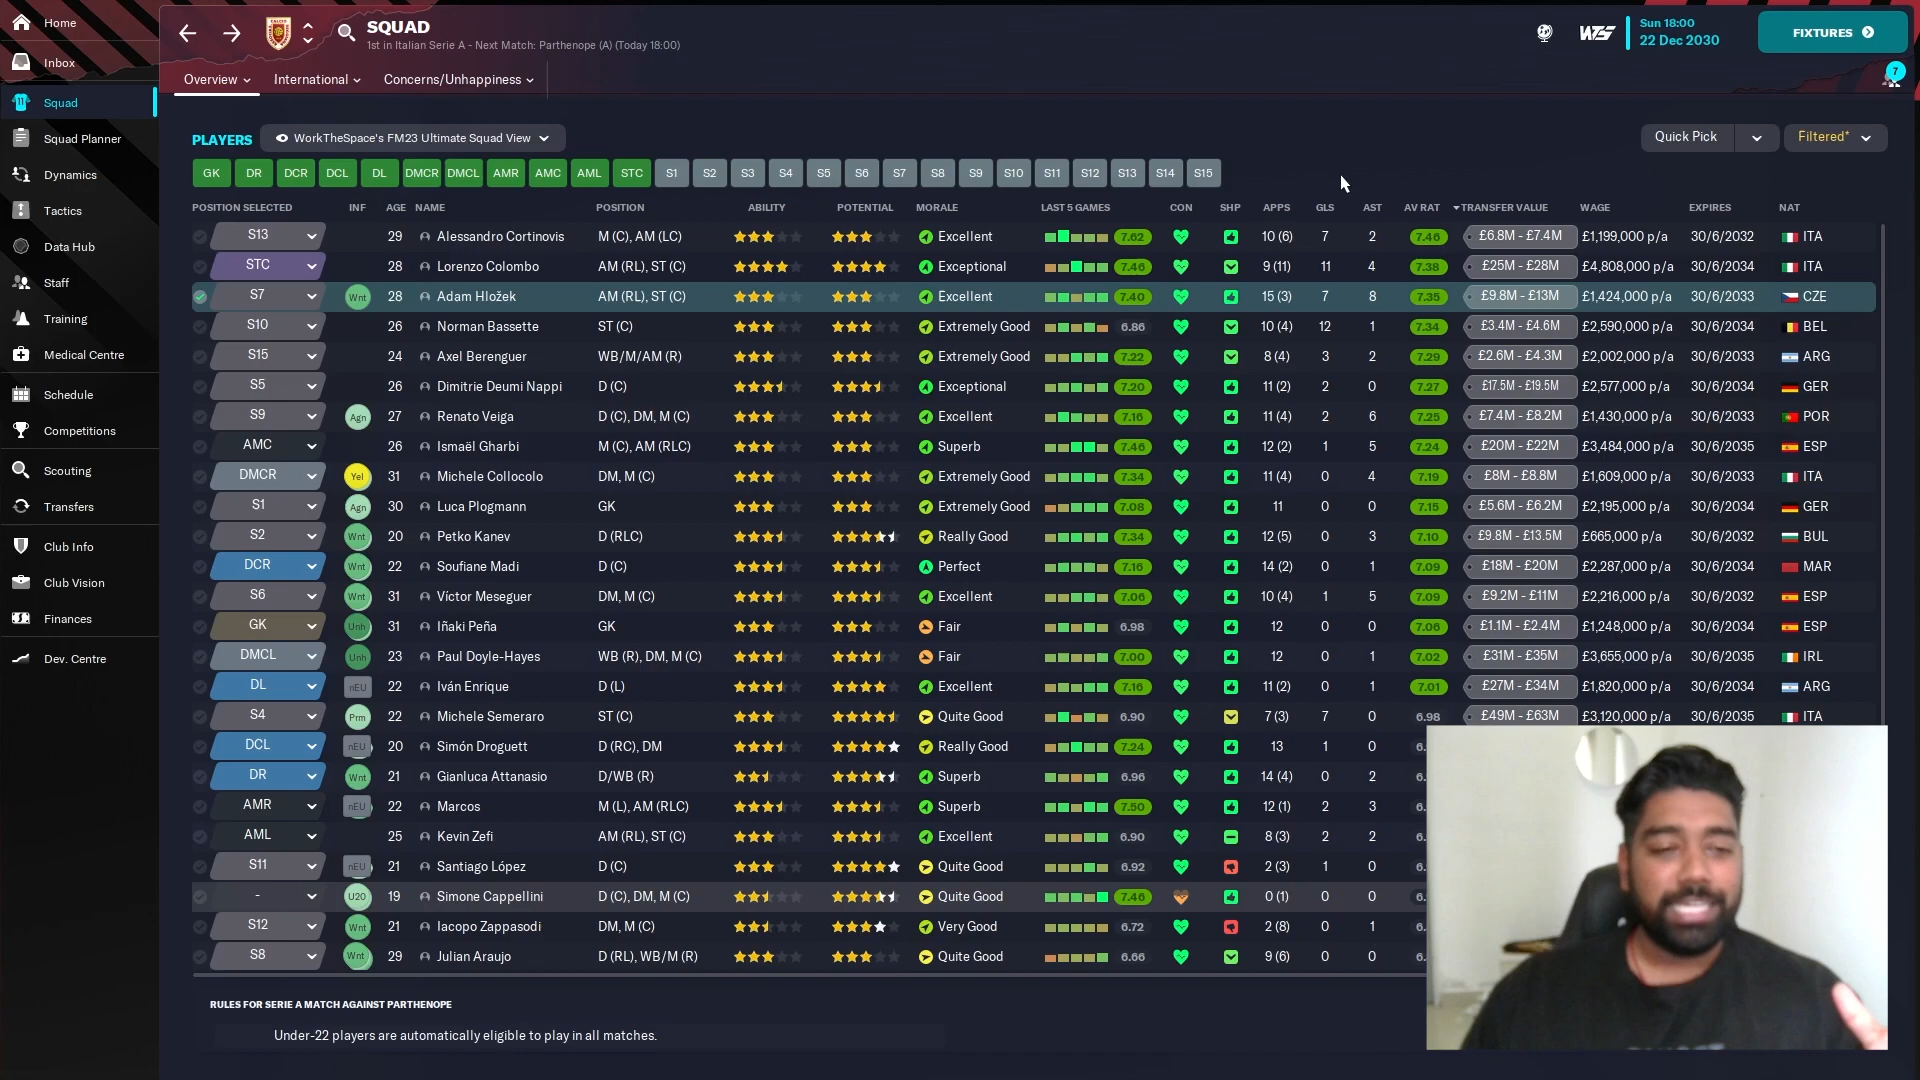 Home
Inbox
Squad
Squad Planner
Dynamics
Tactics
Data Hub
Staff
Training
Medical Centre
Schedule
Competitions
Scouting
Transfers
Club Info
Club Vision
Finances
Dev. Centre
SQUAD
1st in Italian Serie A - Next Match: Parthenope (A) (Today 18:00)
WTS
Sun 18:00
22 Dec 2030
FIXTURES
7
Overview International Concerns/Unhappiness
PLAYERS WorkTheSpace's FM23 Ultimate Squad View Quick Pick Filtered*
GK DR DCR DCL DL DMCR DMCL AMR AMC AML STC S1 S2 S3 S4 S5 S6 S7 S8 S9 S10 S11 S12 S13 S14 S15
POSITION SELECTED INF AGE NAME POSITION ABILITY POTENTIAL MORALE LAST 5 GAMES CON SHP APPS GLS AST AV RAT TRANSFER VALUE WAGE EXPIRES NAT
S13 29 Alessandro Cortinovis M (C), AM (LC) Excellent 7.62 10 (6) 7 2 7.46 £6.8M - £7.4M £1,199,000 p/a 30/6/2032 ITA
STC 28 Lorenzo Colombo AM (RL), ST (C) Exceptional 7.46 9 (11) 11 4 7.38 £25M - £28M £4,808,000 p/a 30/6/2034 ITA
S7 Wnt 28 Adam Hložek AM (RL), ST (C) Excellent 7.40 15 (3) 7 8 7.35 £9.8M - £13M £1,424,000 p/a 30/6/2033 CZE
S10 26 Norman Bassette ST (C) Extremely Good 6.86 10 (4) 12 1 7.34 £3.4M - £4.6M £2,590,000 p/a 30/6/2034 BEL
S15 24 Axel Berenguer WB/M/AM (R) Extremely Good 7.22 8 (4) 3 2 7.29 £2.6M - £4.3M £2,002,000 p/a 30/6/2033 ARG
S5 26 Dimitrie Deumi Nappi D (C) Exceptional 7.20 11 (2) 2 0 7.27 £17.5M - £19.5M £2,577,000 p/a 30/6/2034 GER
S9 Agn 27 Renato Veiga D (C), DM, M (C) Excellent 7.16 11 (4) 2 6 7.25 £7.4M - £8.2M £1,430,000 p/a 30/6/2033 POR
AMC 26 Ismaël Gharbi M (C), AM (RLC) Superb 7.46 12 (2) 1 5 7.24 £20M - £22M £3,484,000 p/a 30/6/2035 ESP
DMCR Yel 31 Michele Collocolo DM, M (C) Extremely Good 7.34 11 (4) 0 4 7.19 £8M - £8.8M £1,609,000 p/a 30/6/2034 ITA
S1 Agn 30 Luca Plogmann GK Extremely Good 7.08 11 0 0 7.15 £5.6M - £6.2M £2,195,000 p/a 30/6/2034 GER
S2 Wnt 20 Petko Kanev D (RLC) Really Good 7.34 12 (5) 0 3 7.10 £9.8M - £13.5M £665,000 p/a 30/6/2032 BUL
DCR Wnt 22 Soufiane Madi D (C) Perfect 7.16 14 (2) 0 1 7.09 £18M - £20M £2,287,000 p/a 30/6/2034 MAR
S6 Wnt 31 Víctor Meseguer DM, M (C) Excellent 7.06 10 (4) 1 5 7.09 £9.2M - £11M £2,216,000 p/a 30/6/2032 ESP
GK Unh 31 Iñaki Peña GK Fair 6.98 12 0 0 7.06 £1.1M - £2.4M £1,248,000 p/a 30/6/2034 ESP
DMCL Unh 23 Paul Doyle-Hayes WB (R), DM, M (C) Fair 7.00 12 0 1 7.02 £31M - £35M £3,655,000 p/a 30/6/2035 IRL
DL nEU 22 Iván Enrique D (L) Excellent 7.16 11 (2) 0 1 7.01 £27M - £34M £1,820,000 p/a 30/6/2034 ARG
S4 Prm 22 Michele Semeraro ST (C) Quite Good 6.90 7 (3) 7 0 6.98 £49M - £63M £3,120,000 p/a 30/6/2035 ITA
DCL nEU 20 Simón Droguett D (RC), DM Really Good 7.24 13 1 0 6.
DR Wnt 21 Gianluca Attanasio D/WB (R) Superb 6.96 14 (4) 0 2 6.
AMR nEU 22 Marcos M (L), AM (RLC) Superb 7.50 12 (1) 2 3 6.
AML 25 Kevin Zefi AM (RL), ST (C) Excellent 6.90 8 (3) 2 2 6.
S11 nEU 21 Santiago López D (C) Quite Good 6.92 2 (3) 1 0 6.
- U20 19 Simone Cappellini D (C), DM, M (C) Quite Good 7.46 0 (1) 0 0 6.
S12 Wnt 21 Iacopo Zappasodi DM, M (C) Very Good 6.72 2 (8) 0 1 6.
S8 Wnt 29 Julian Araujo D (RL), WB/M (R) Quite Good 6.66 9 (6) 0 0 6.
RULES FOR SERIE A MATCH AGAINST PARTHENOPE
Under-22 players are automatically eligible to play in all matches.